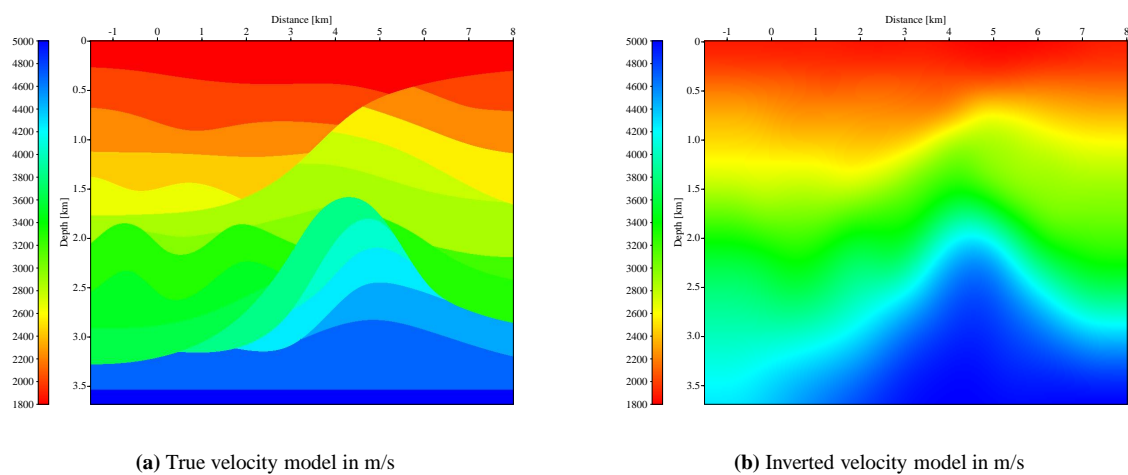 Distance [km]
-1 0 1 2 3 4 5 6 7 8
5000 4800 4600 4400 4200 4000 3800 3600 3400 3200 3000 2800 2600 2400 2200 2000 1800
Depth [km]
0 0.5 1.0 1.5 2.0 2.5 3.0 3.5
(a) True velocity model in m/s
Distance [km]
-1 0 1 2 3 4 5 6 7 8
5000 4800 4600 4400 4200 4000 3800 3600 3400 3200 3000 2800 2600 2400 2200 2000 1800
Depth [km]
0 0.5 1.0 1.5 2.0 2.5 3.0 3.5
(b) Inverted velocity model in m/s